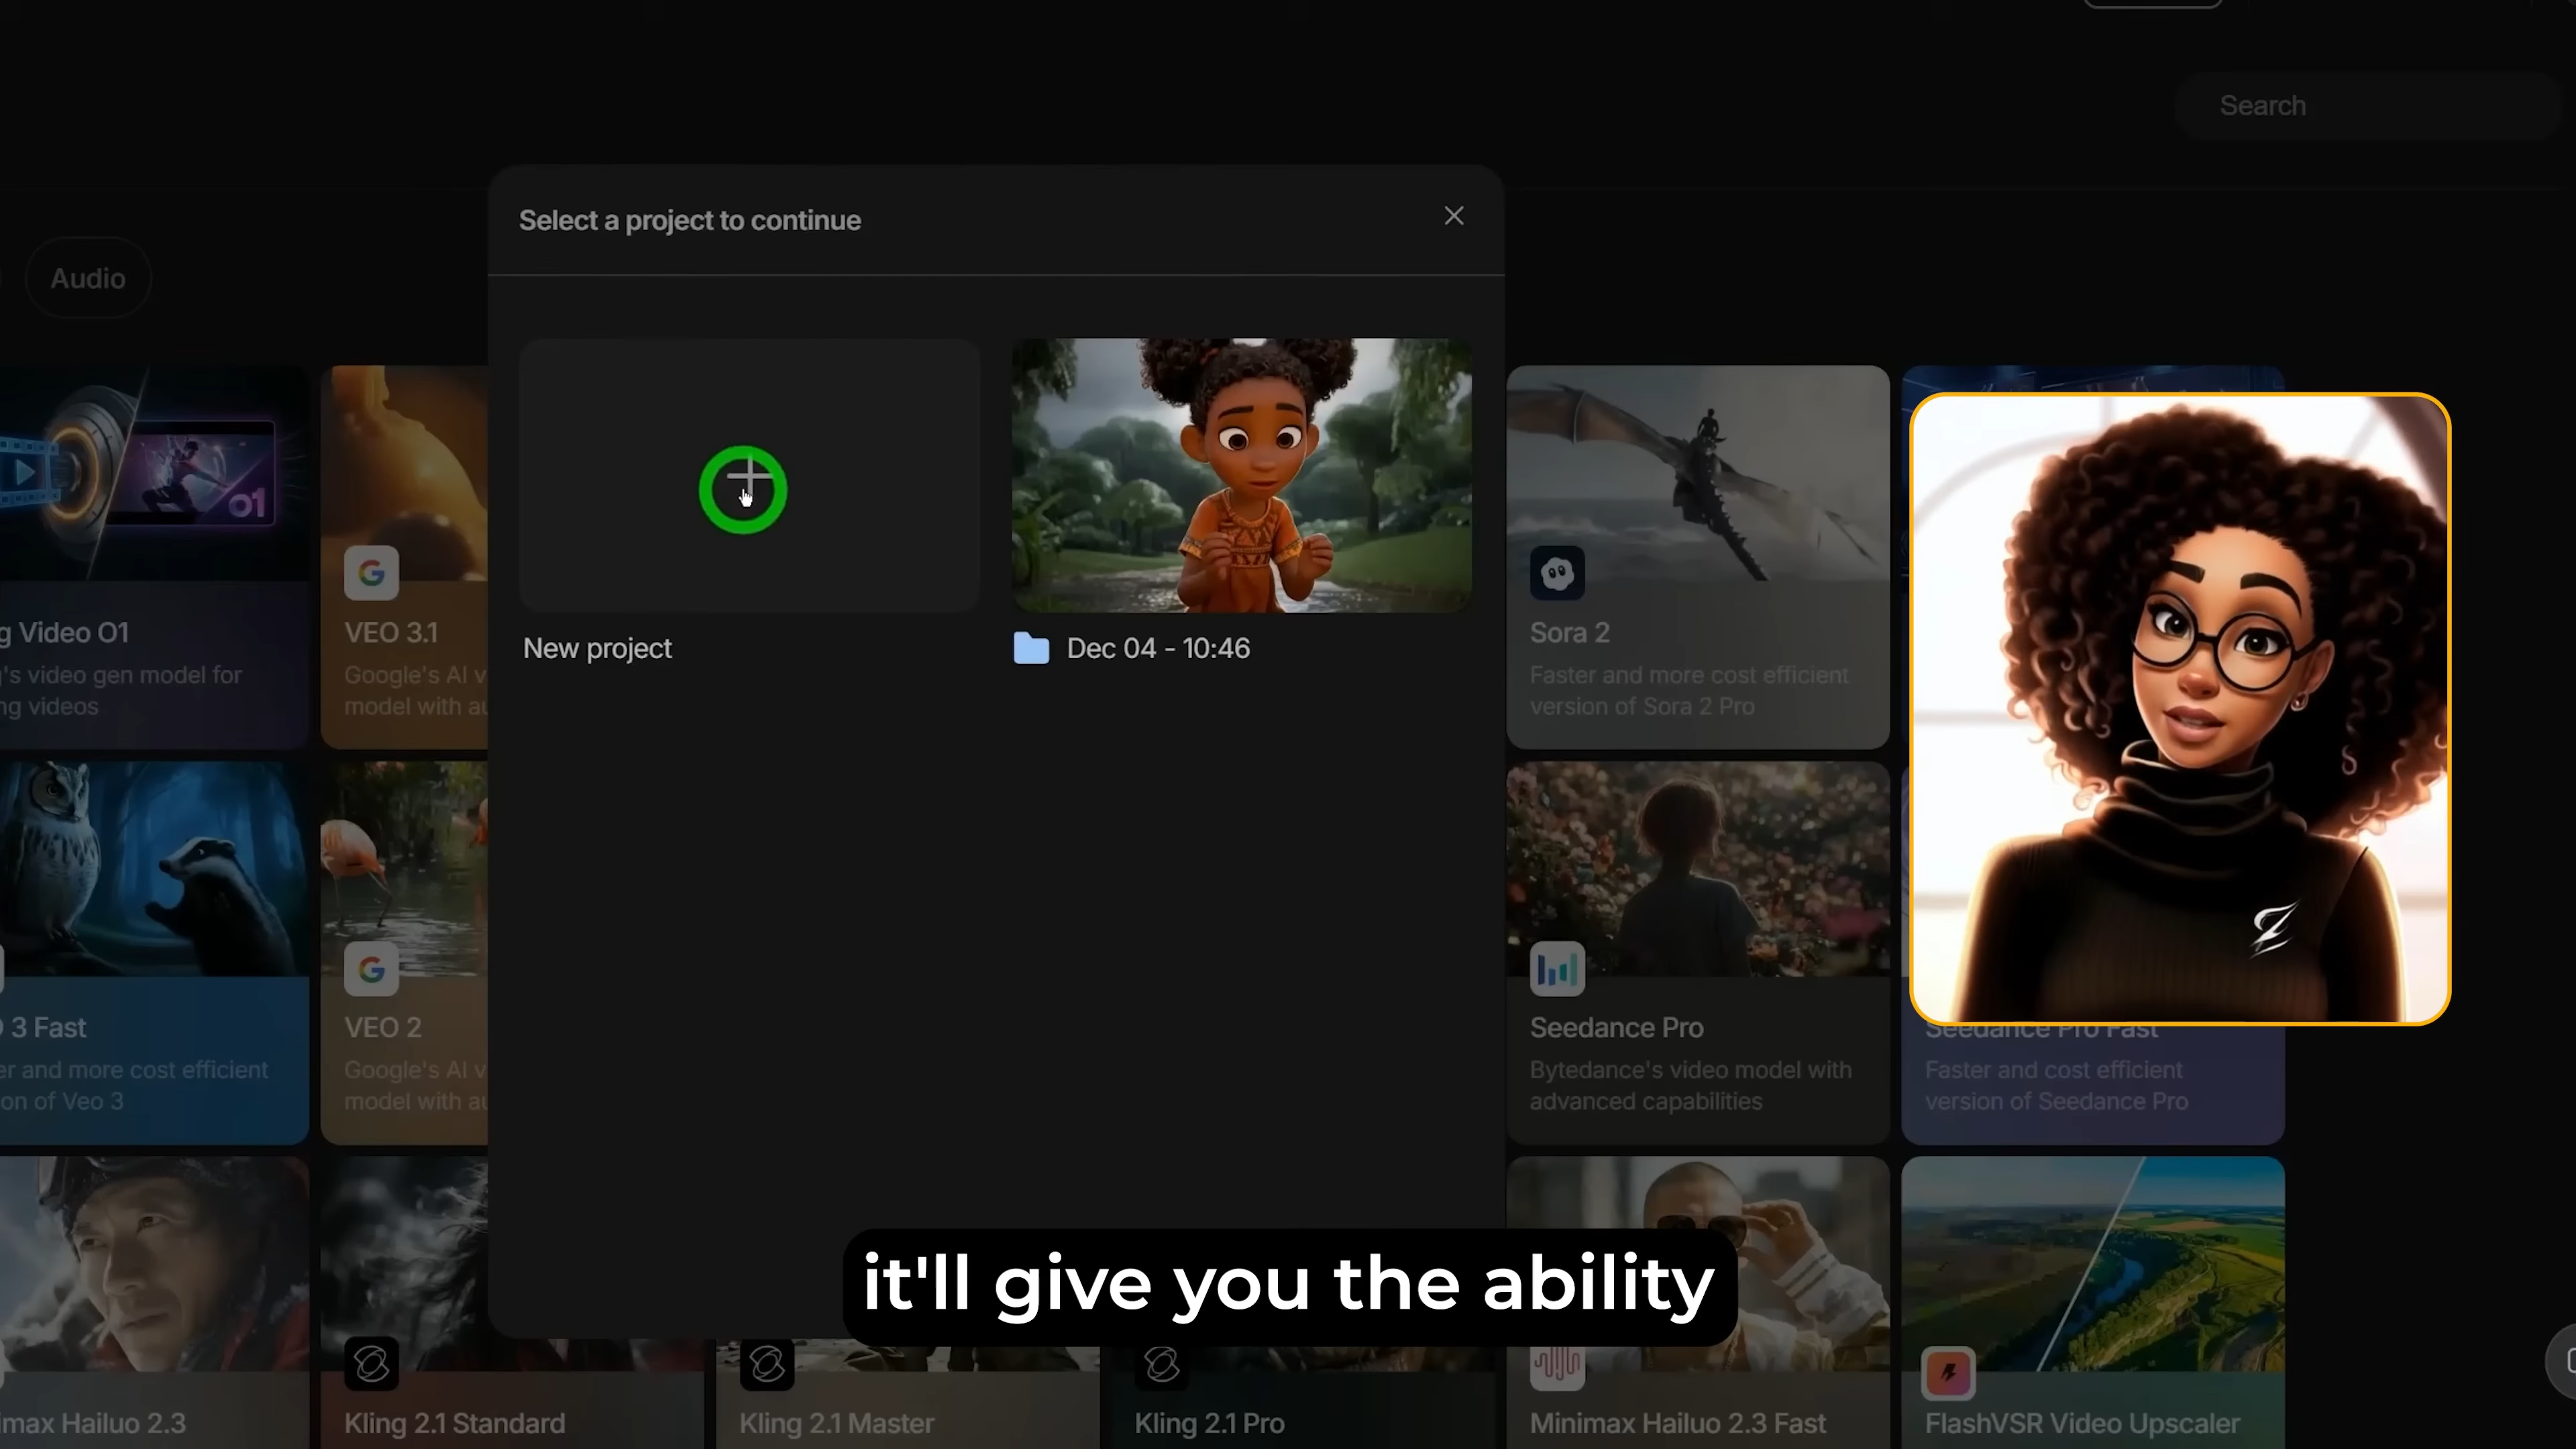 Search
Select a project to continue
Audio
New project
Dec 04 - 10:46
01
g Video O1
's video gen model for
ng videos
VEO 3.1
Google's AI v
model with au
Sora 2
Faster and more cost efficient
version of Sora 2 Pro
3 Fast
er and more cost efficient
on of Veo 3
VEO 2
Google's AI v
model with au
Seedance Pro
Bytedance's video model with
advanced capabilities
Seedance Pro Fast
Faster and cost efficient
version of Seedance Pro
it'll give you the ability
imax Hailuo 2.3
Kling 2.1 Standard
Kling 2.1 Master
Kling 2.1 Pro
Minimax Hailuo 2.3 Fast
FlashVSR Video Upscaler